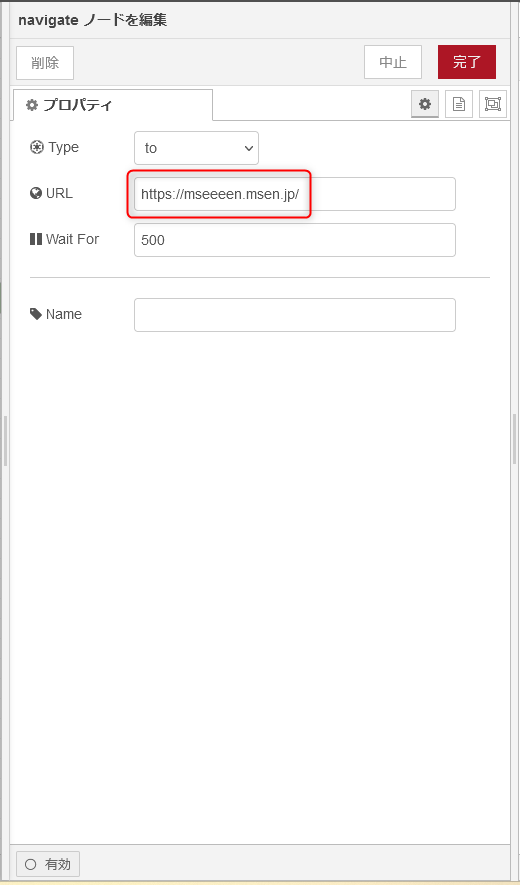 navigate ノードを編集
削除
中止
完了
プロパティ
Type
to
URL
https://mseeeen.msen.jp/
Wait For
500
Name
有効